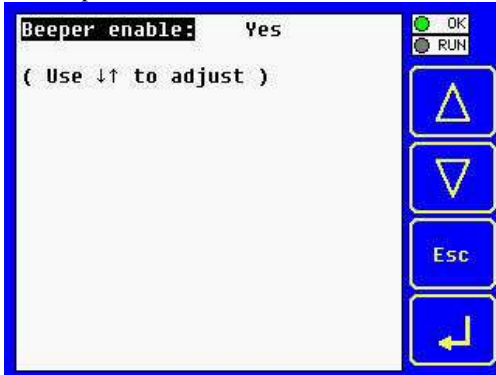 Beeper enable: Yes
( Use ↓↑ to adjust )
OK
RUN
Esc